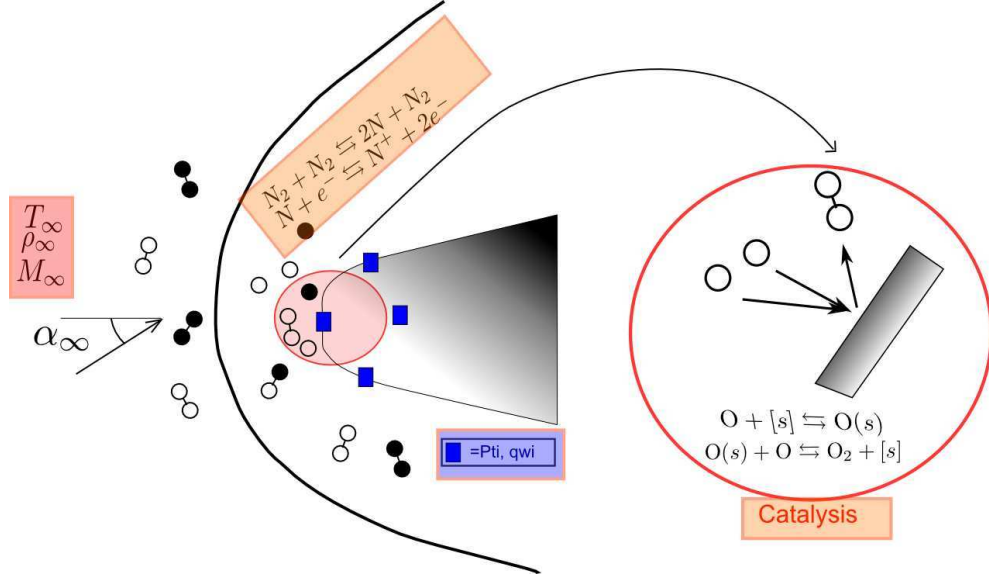 T∞
ρ∞
M∞
α∞
N₂ + N₂ ⇆ 2N + N₂
N + e⁻ ⇆ N⁺ + 2e⁻
=Pti, qwi
O + [s] ⇆ O(s)
O(s) + O ⇆ O₂ + [s]
Catalysis